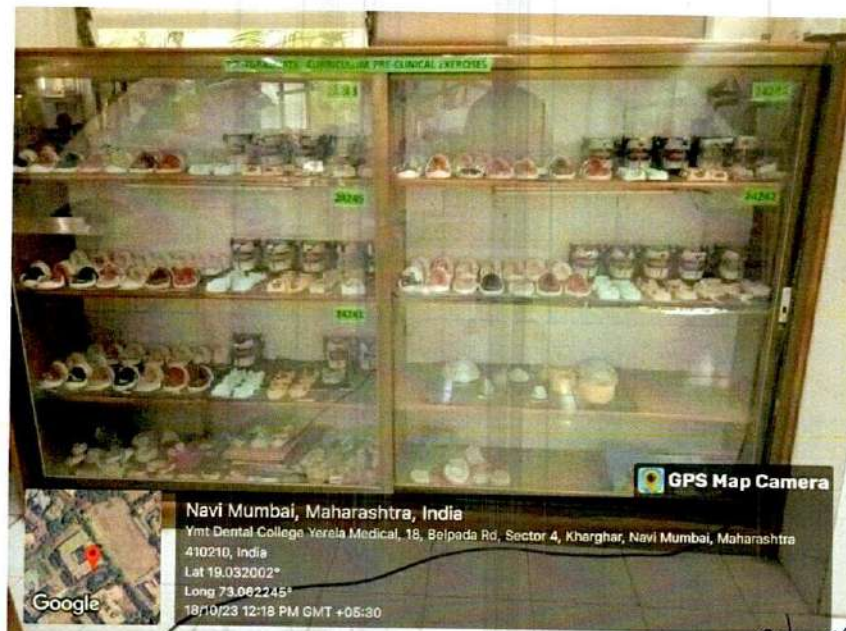 CURRICULUM PRE-CLINICAL EXERCISES
GPS Map Camera
Navi Mumbai, Maharashtra, India
Ymt Dental College Yerela Medical, 18, Belpada Rd, Sector 4, Kharghar, Navi Mumbai, Maharashtra
410210, India
Lat 19.032002°
Long 73.062245°
18/10/23 12:18 PM GMT +05:30
Google